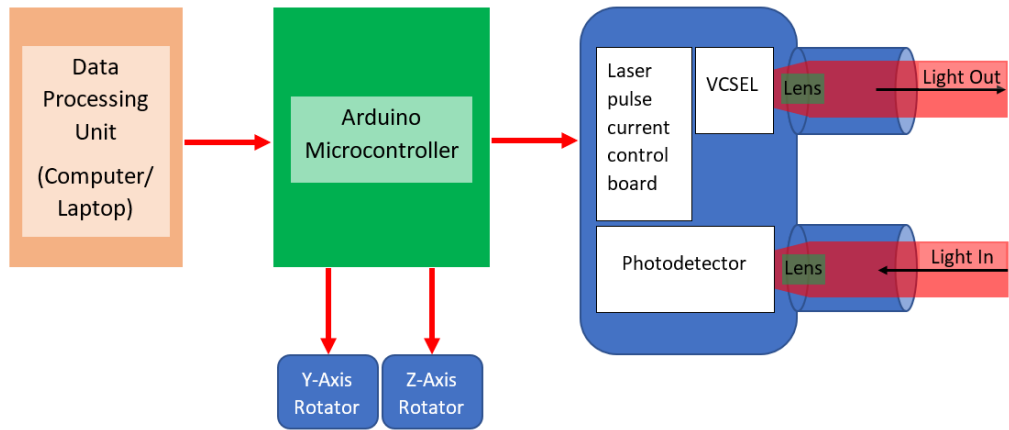 Data
Processing
Unit
(Computer/
Laptop)
Arduino
Microcontroller
Laser
pulse
current
control
board
VCSEL
Lens
Light Out
Photodetector
Lens
Light In
Y-Axis
Rotator
Z-Axis
Rotator